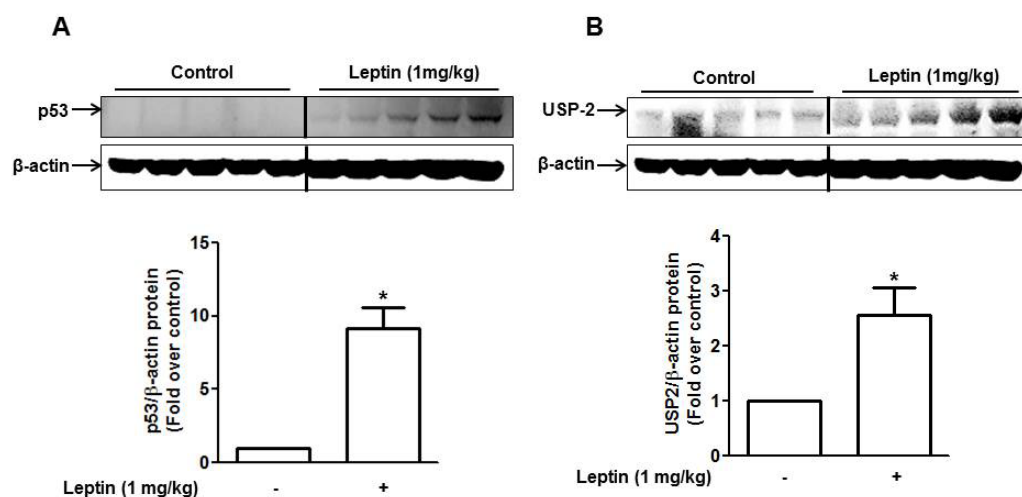 A
Control
Leptin (1mg/kg)
p53
β-actin
15
10
5
0
p53/β-actin protein
(Fold over control)
*
Leptin (1 mg/kg)
-
+
B
Control
Leptin (1mg/kg)
USP-2
β-actin
4
3
2
1
0
USP2/β-actin protein
(Fold over control)
*
Leptin (1 mg/kg)
-
+